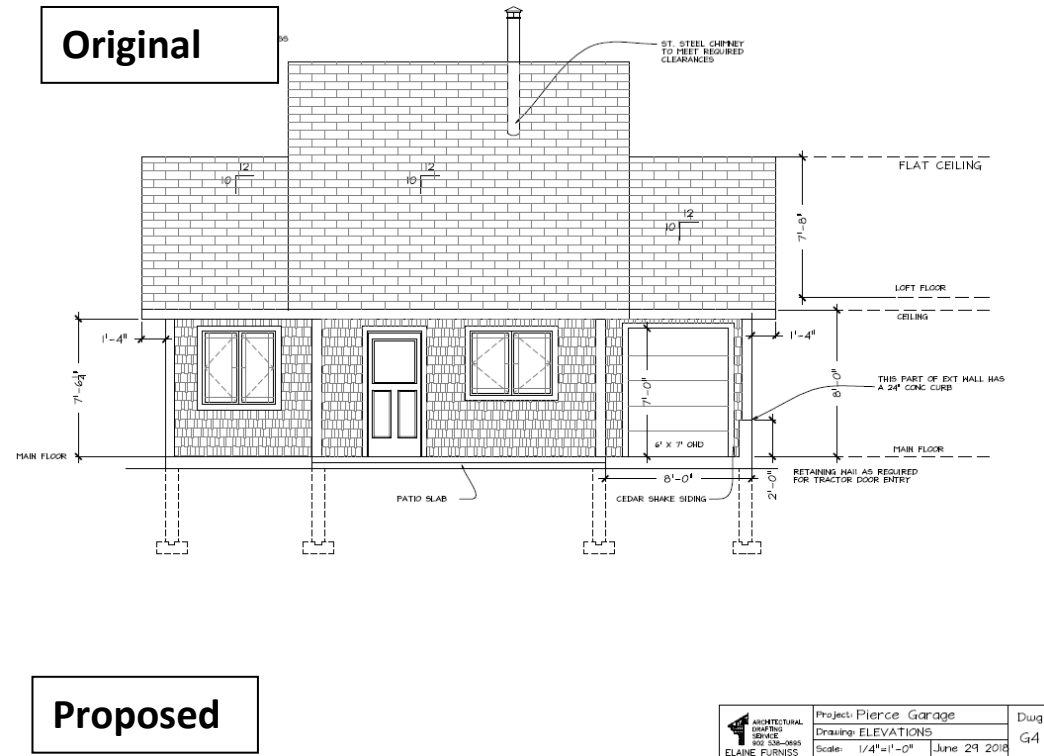 Original
SS
ST. STEEL CHIMNEY
TO MEET REQUIRED
CLEARANCES
12
10
12
10
12
10
FLAT CEILING
7'-8"
LOFT FLOOR
CEILING
1'-4"
1'-4"
7'-6½"
7'-0"
8'-0"
THIS PART OF EXT WALL HAS
A 24" CONC CURB
6' X 7' OHD
MAIN FLOOR
MAIN FLOOR
8'-0"
2'-0"
RETAINING WALL AS REQUIRED
FOR TRACTOR DOOR ENTRY
PATIO SLAB
CEDAR SHAKE SIDING
Proposed
ARCHITECTURAL
DRAFTING
SERVICE
902 538-0695
ELAINE FURNISS
Project: Pierce Garage
Drawing: ELEVATIONS
Scale: 1/4"=1'-0" June 29 2018
Dwg
G4